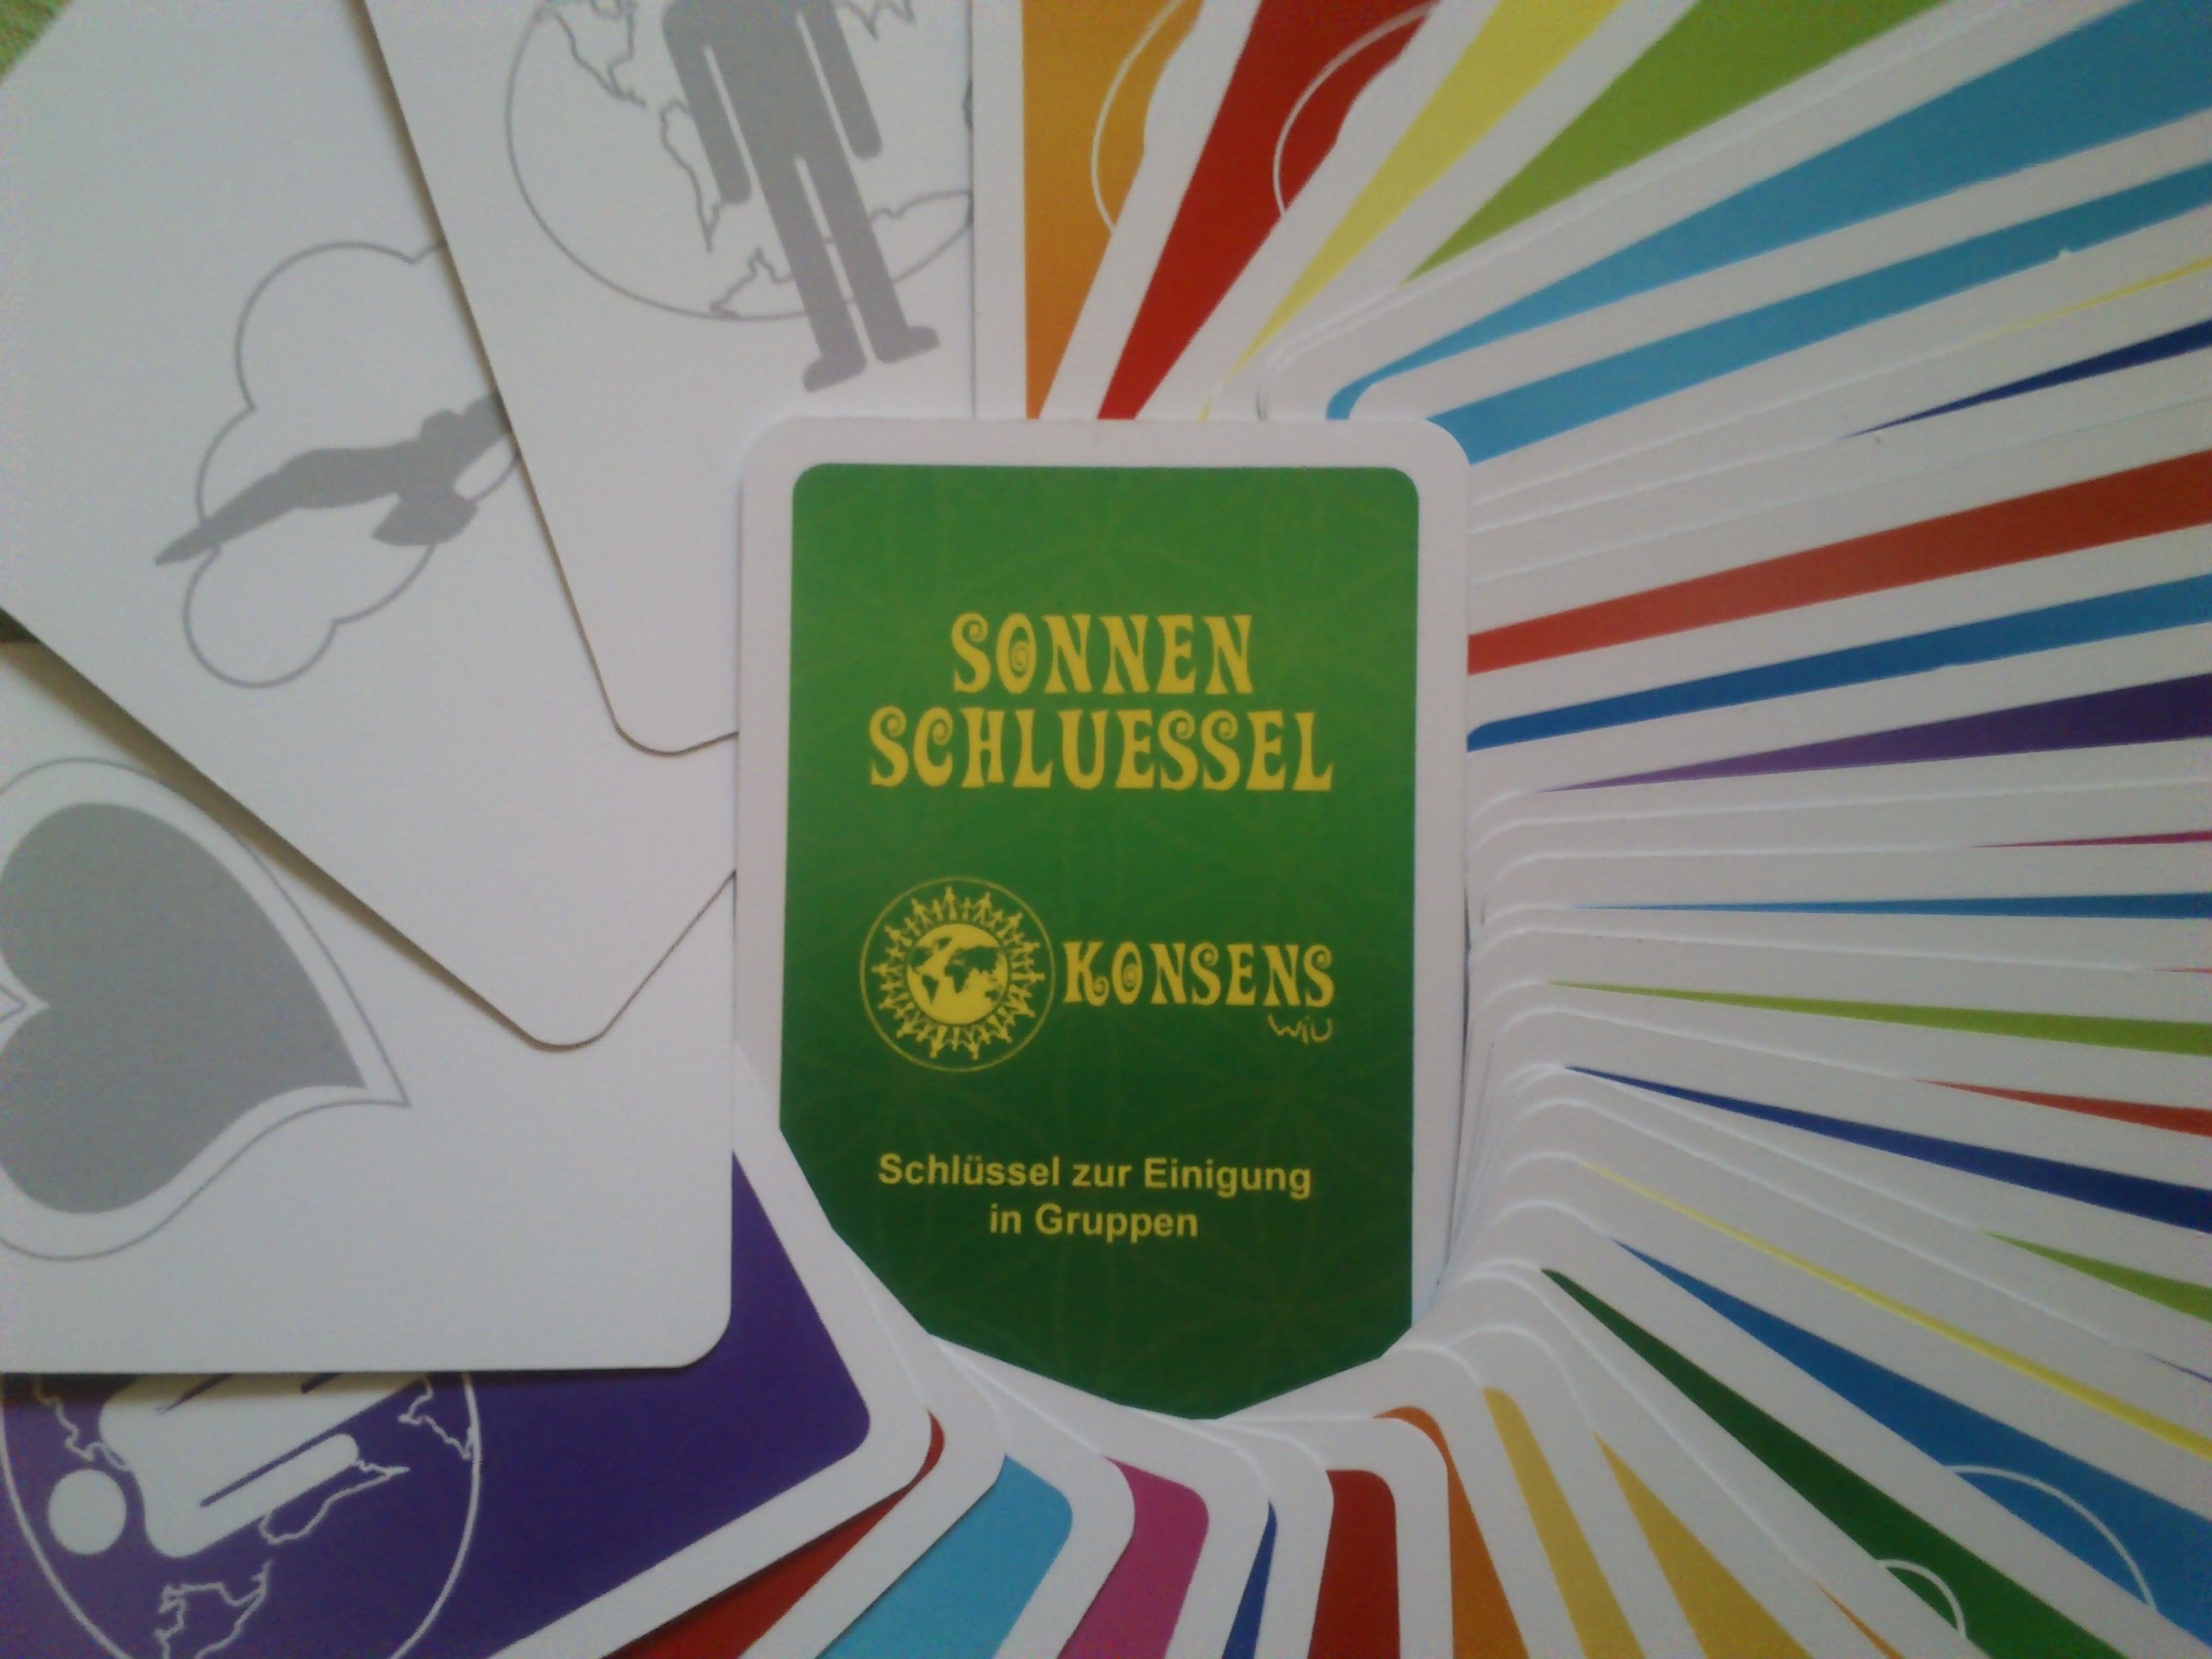 SONNEN
SCHLUESSEL
KONSENS
WiU
Schlüssel zur Einigung
in Gruppen